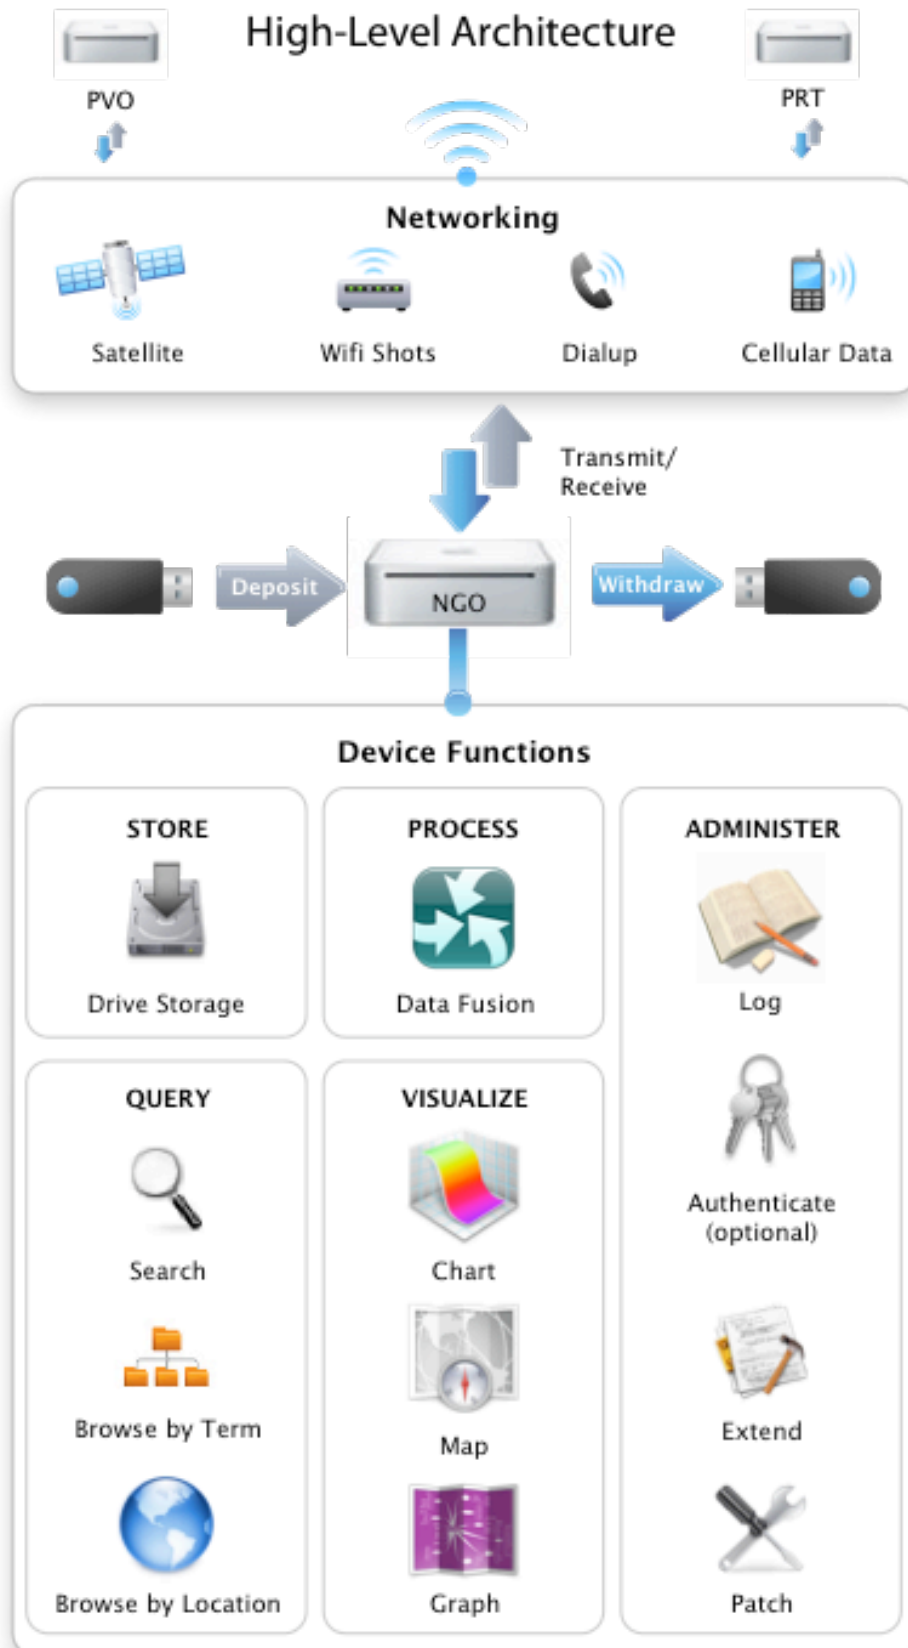 High-Level Architecture
PVO
PRT
Networking
Satellite
Wifi Shots
Dialup
Cellular Data
Transmit/
Receive
Deposit
NGO
Withdraw
Device Functions
STORE
Drive Storage
PROCESS
Data Fusion
ADMINISTER
Log
Authenticate
(optional)
Extend
Patch
QUERY
Search
Browse by Term
Browse by Location
VISUALIZE
Chart
Map
Graph